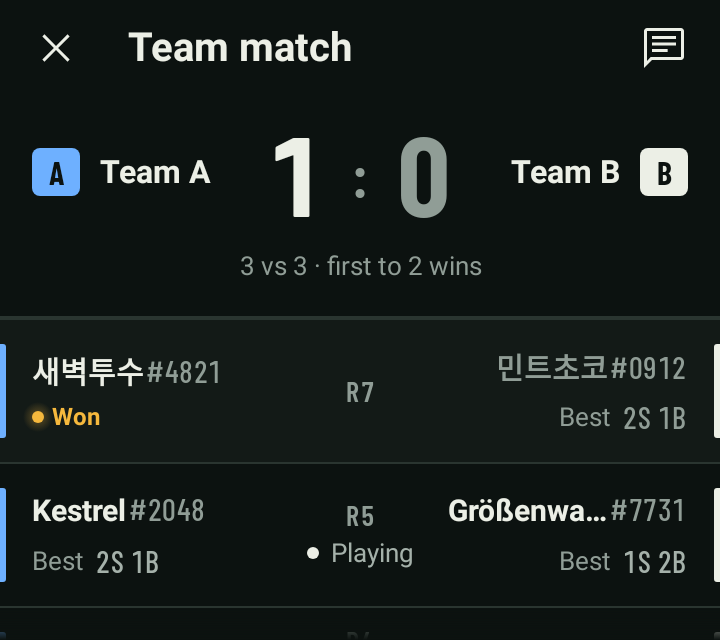 Team match
A Team A 1 : 0 Team B B
3 vs 3 · first to 2 wins
새벽투수#4821 R7 민트초코#0912
Won Best 2S 1B
Kestrel#2048 R5 Größenwa...#7731
Best 2S 1B Playing Best 1S 2B